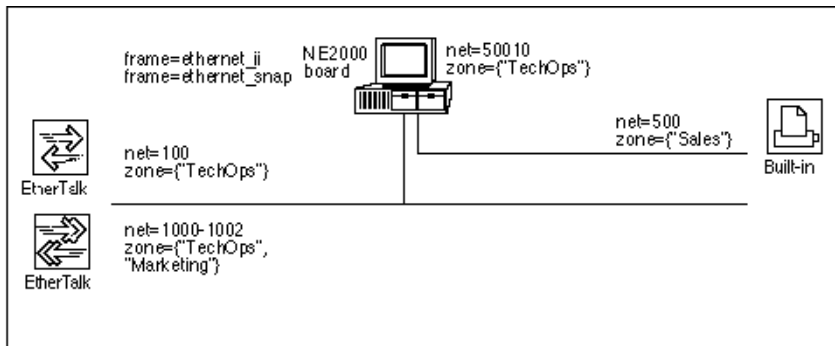 frame=ethernet_ii
frame=ethernet_snap
NE2000
board
net=50010
zone={"TechOps"}
net=500
zone={"Sales"}
Built-in
net=100
zone={"TechOps"}
EtherTalk
net=1000-1002
zone={"TechOps",
"Marketing"}
EtherTalk